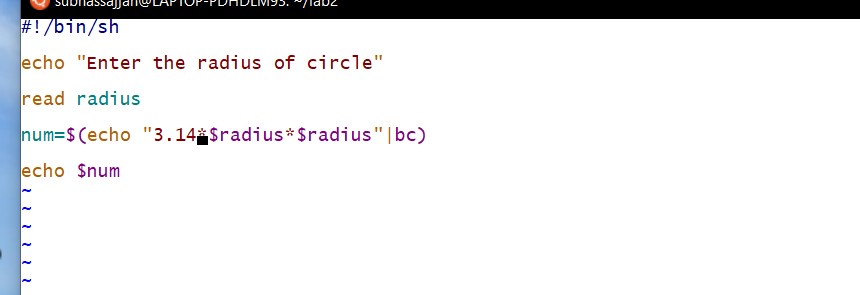 subhassajjan@LAPTOP-PDHDLM93: ~/lab2
#!/bin/sh
echo "Enter the radius of circle"
read radius
num=$(echo "3.14*$radius*$radius"|bc)
echo $num
~
~
~
~
~
~